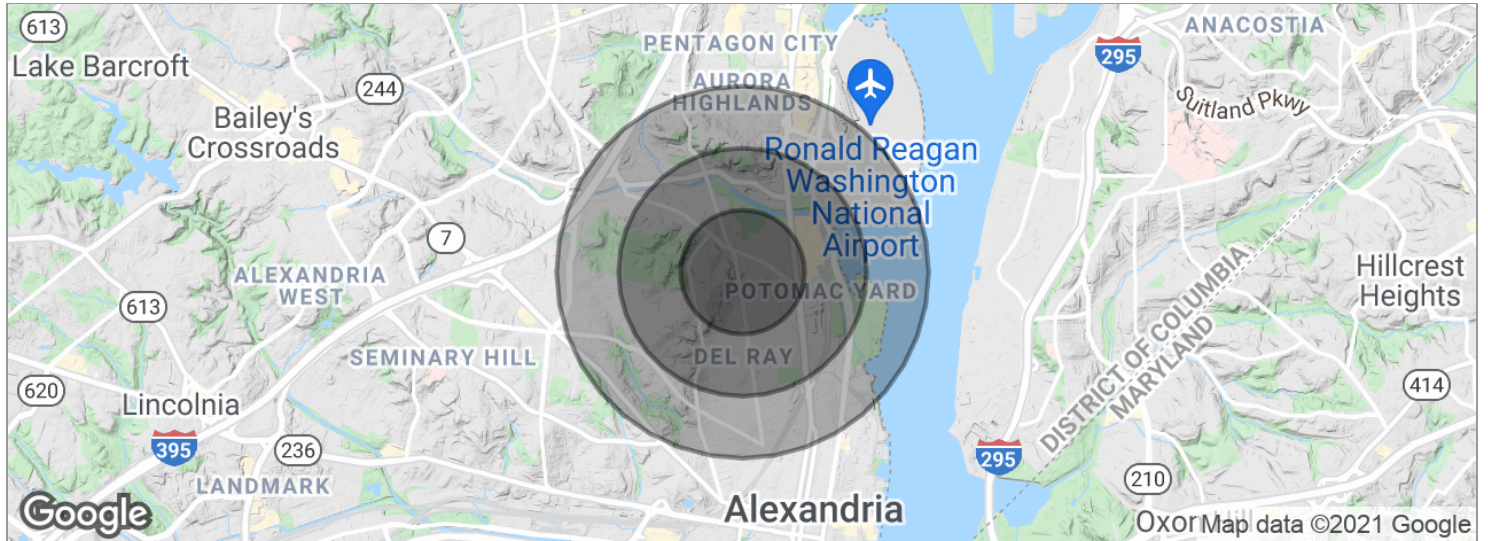 613
Lake Barcroft
244
Bailey's
Crossroads
PENTAGON CITY
AURORA
HIGHLANDS
Ronald Reagan
Washington
National
Airport
295
ANACOSTIA
Suitland Pkwy
7
ALEXANDRIA
WEST
613
POTOMAC YARD
Hillcrest
Heights
DISTRICT OF COLUMBIA
MARYLAND
SEMINARY HILL
DEL RAY
620
Lincolnia
414
395
236
295
LANDMARK
210
Google
Alexandria
Map data ©2021 Google